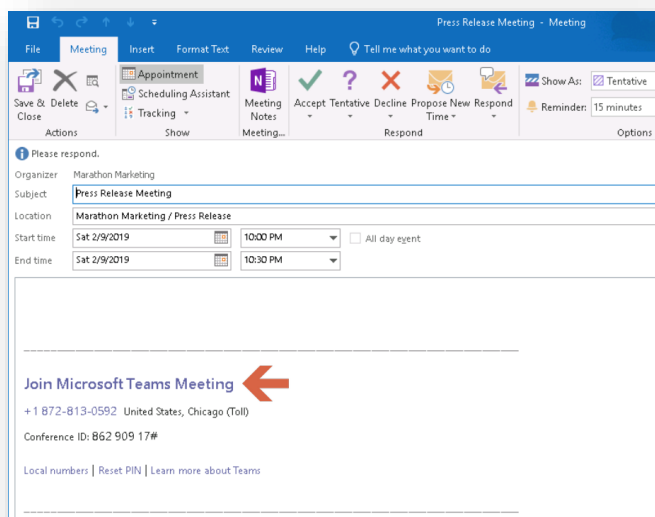 Press Release Meeting - Meeting
File Meeting Insert Format Text Review Help Tell me what you want to do
Save & Close Delete Appointment Scheduling Assistant Tracking Meeting Notes Accept Tentative Decline Propose New Time Respond Show As: Tentative Reminder: 15 minutes
Actions Show Meeting... Respond Options
Please respond.
Organizer Marathon Marketing
Subject Press Release Meeting
Location Marathon Marketing / Press Release
Start time Sat 2/9/2019 10:00 PM All day event
End time Sat 2/9/2019 10:30 PM
Join Microsoft Teams Meeting
+1 872-813-0592 United States, Chicago (Toll)
Conference ID: 862 909 17#
Local numbers | Reset PIN | Learn more about Teams